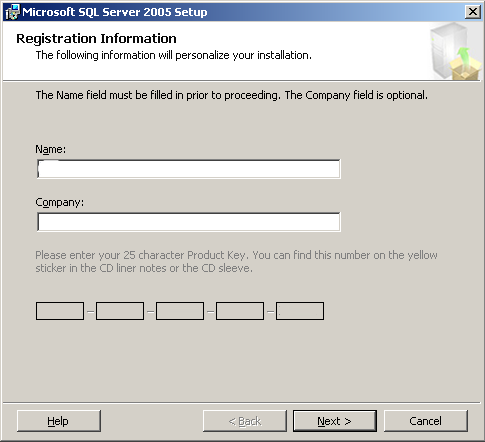 Microsoft SQL Server 2005 Setup
Registration Information
The following information will personalize your installation.
The Name field must be filled in prior to proceeding. The Company field is optional.
Name:
Company:
Please enter your 25 character Product Key. You can find this number on the yellow
sticker in the CD liner notes or the CD sleeve.
Help
< Back
Next >
Cancel